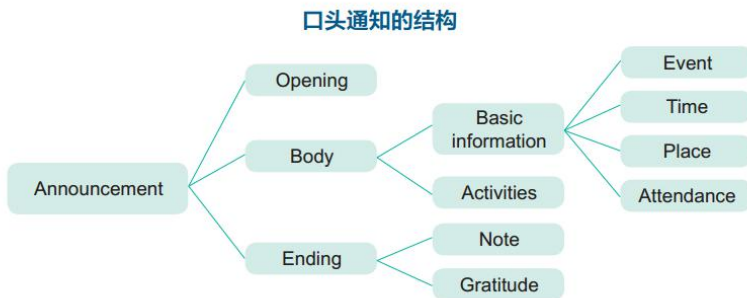 口头通知的结构
Opening
Event
Time
Basic
information
Body
Place
Announcement
Activities
Attendance
Ending
Note
Gratitude